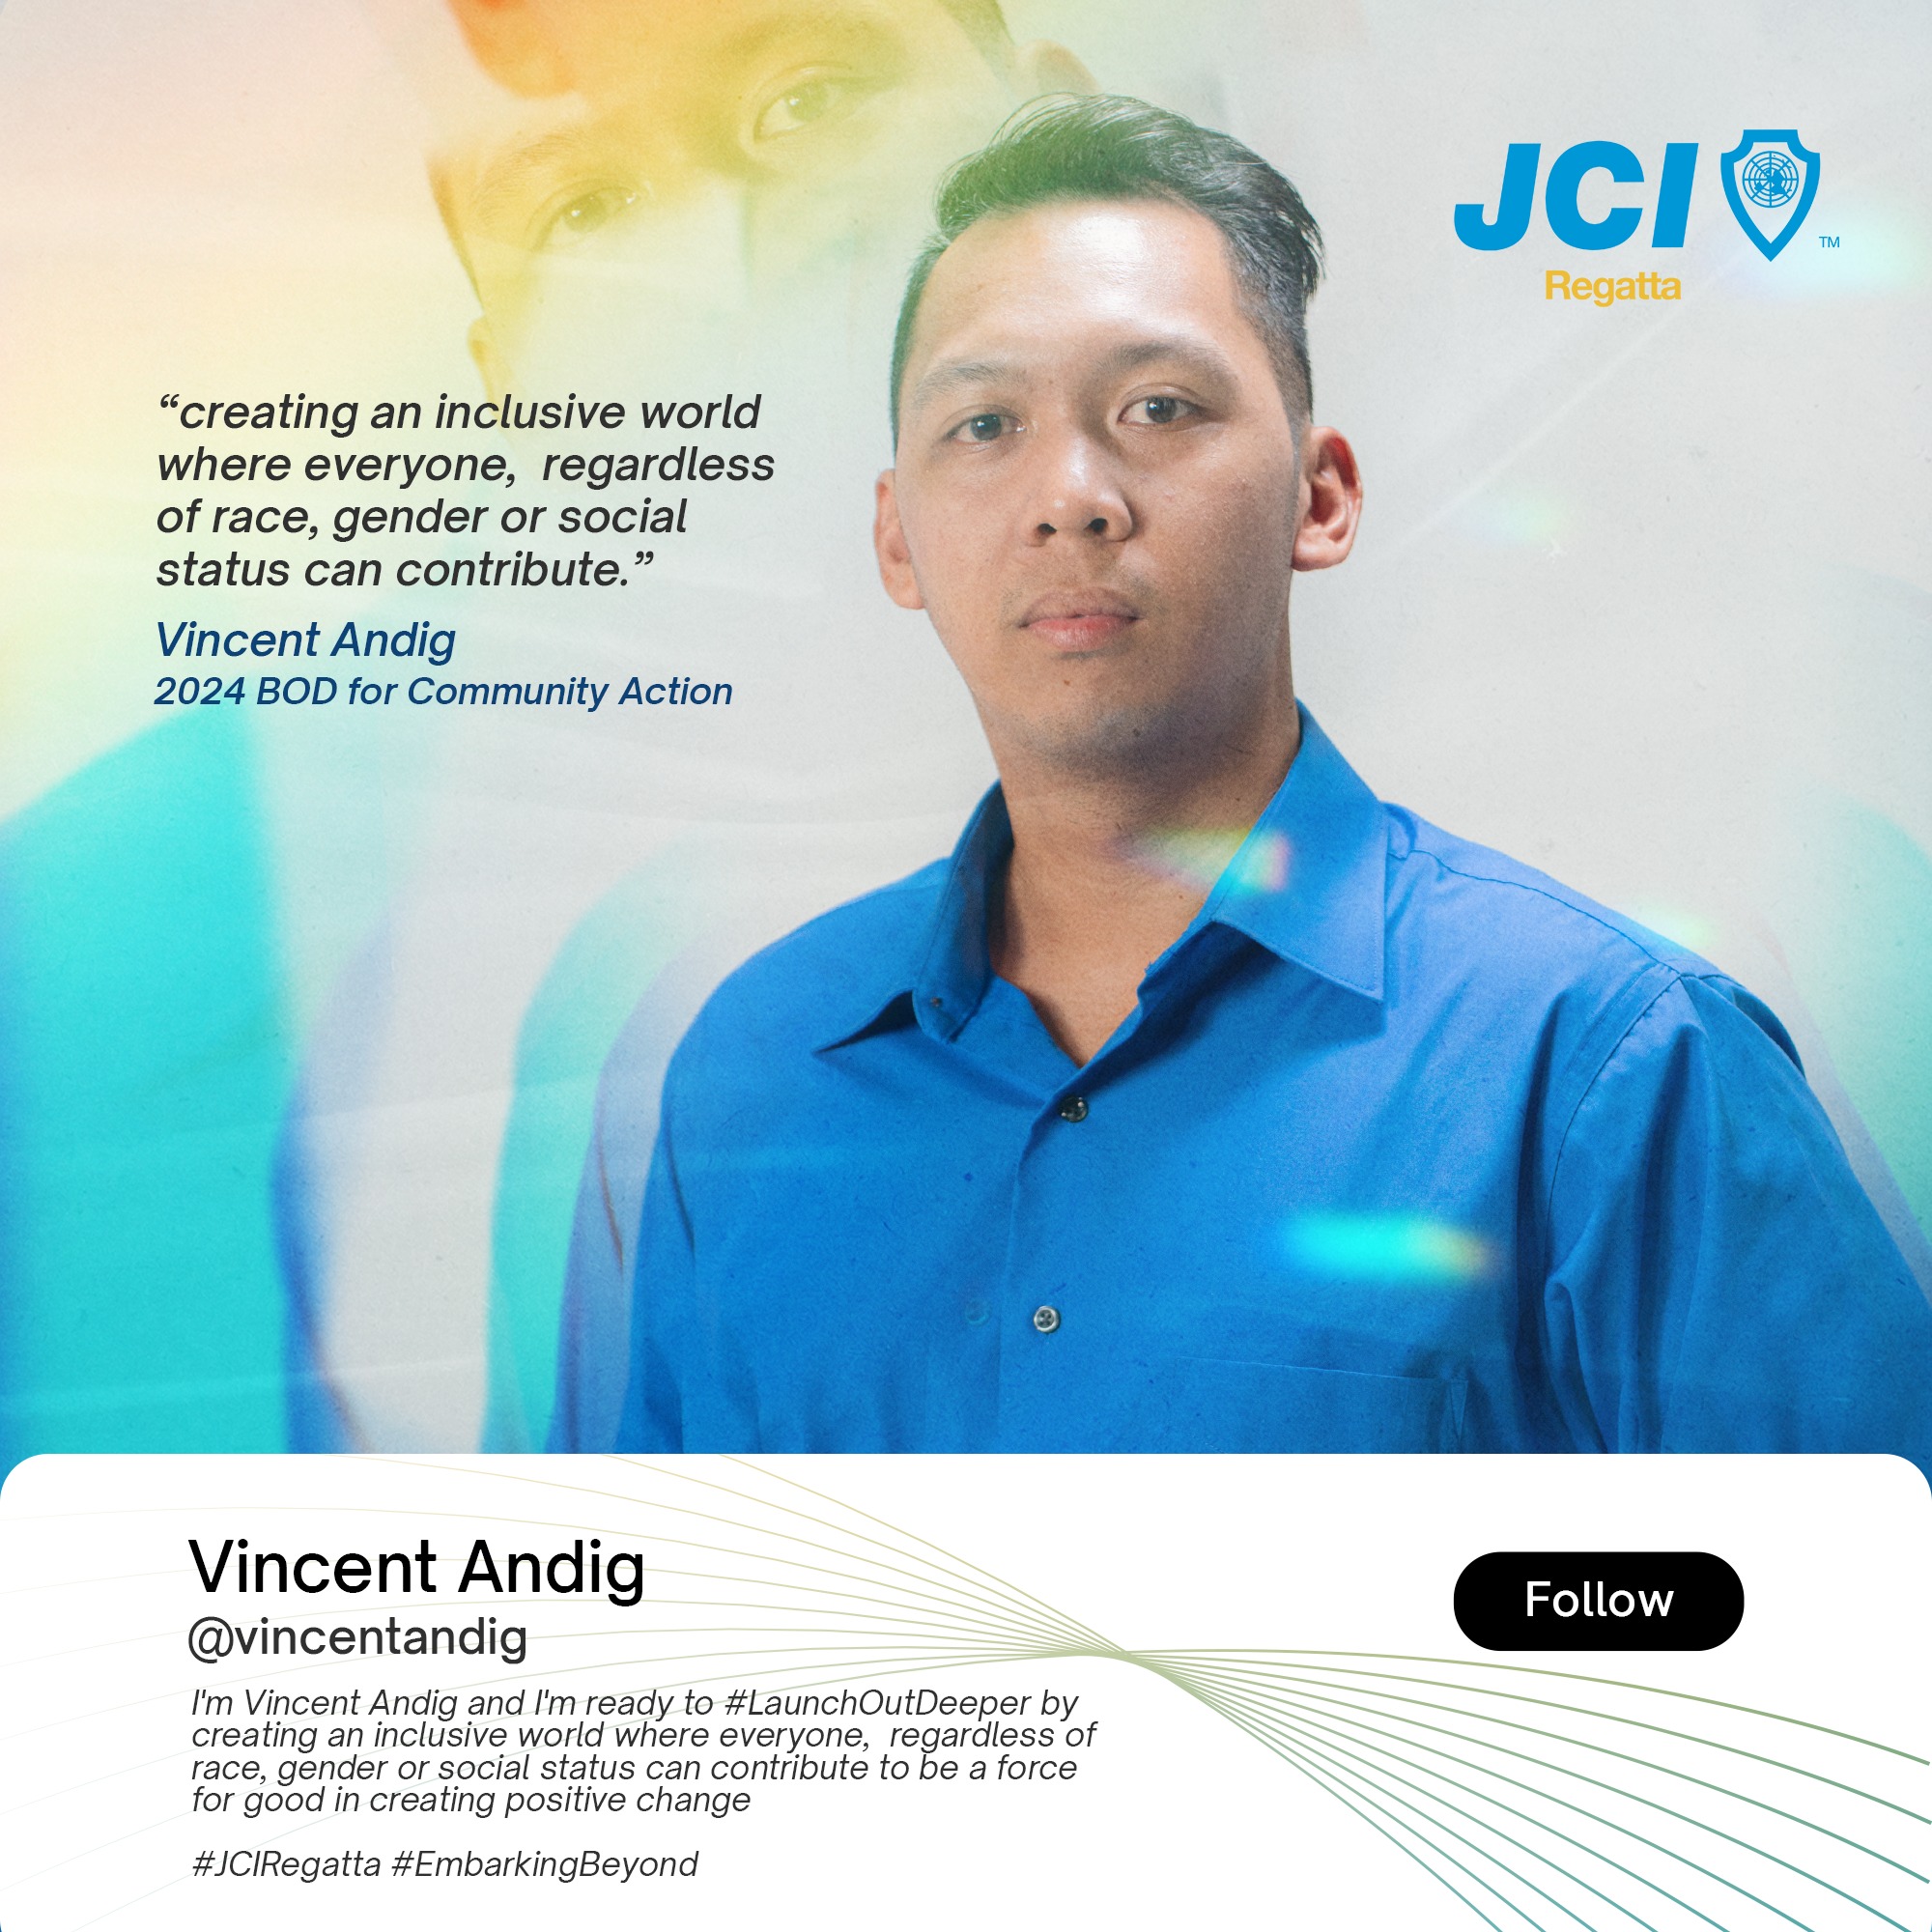 JCI
TM
Regatta
“creating an inclusive world
where everyone,  regardless
of race, gender or social
status can contribute.”
Vincent Andig
2024 BOD for Community Action
Vincent Andig
@vincentandig
Follow
I'm Vincent Andig and I'm ready to #LaunchOutDeeper by
creating an inclusive world where everyone,  regardless of
race, gender or social status can contribute to be a force
for good in creating positive change
#JCIRegatta #EmbarkingBeyond